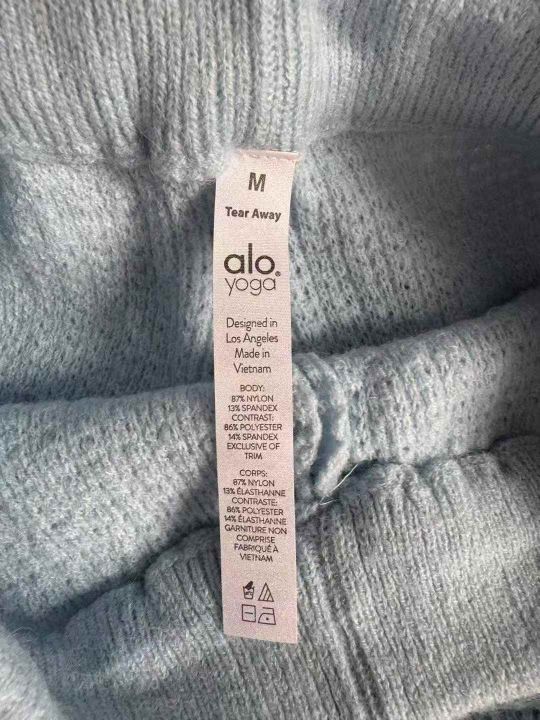 M
Tear Away
alo®
yoga
Designed in
Los Angeles
Made in
Vietnam
BODY:
87% NYLON
13% SPANDEX
CONTRAST:
86% POLYESTER
14% SPANDEX
EXCLUSIVE OF
TRIM
CORPS:
87% NYLON
13% ÉLASTHANNE
CONTRASTE:
86% POLYESTER
14% ÉLASTHANNE
GARNITURE NON
COMPRISE
FABRIQUÉ À
VIETNAM